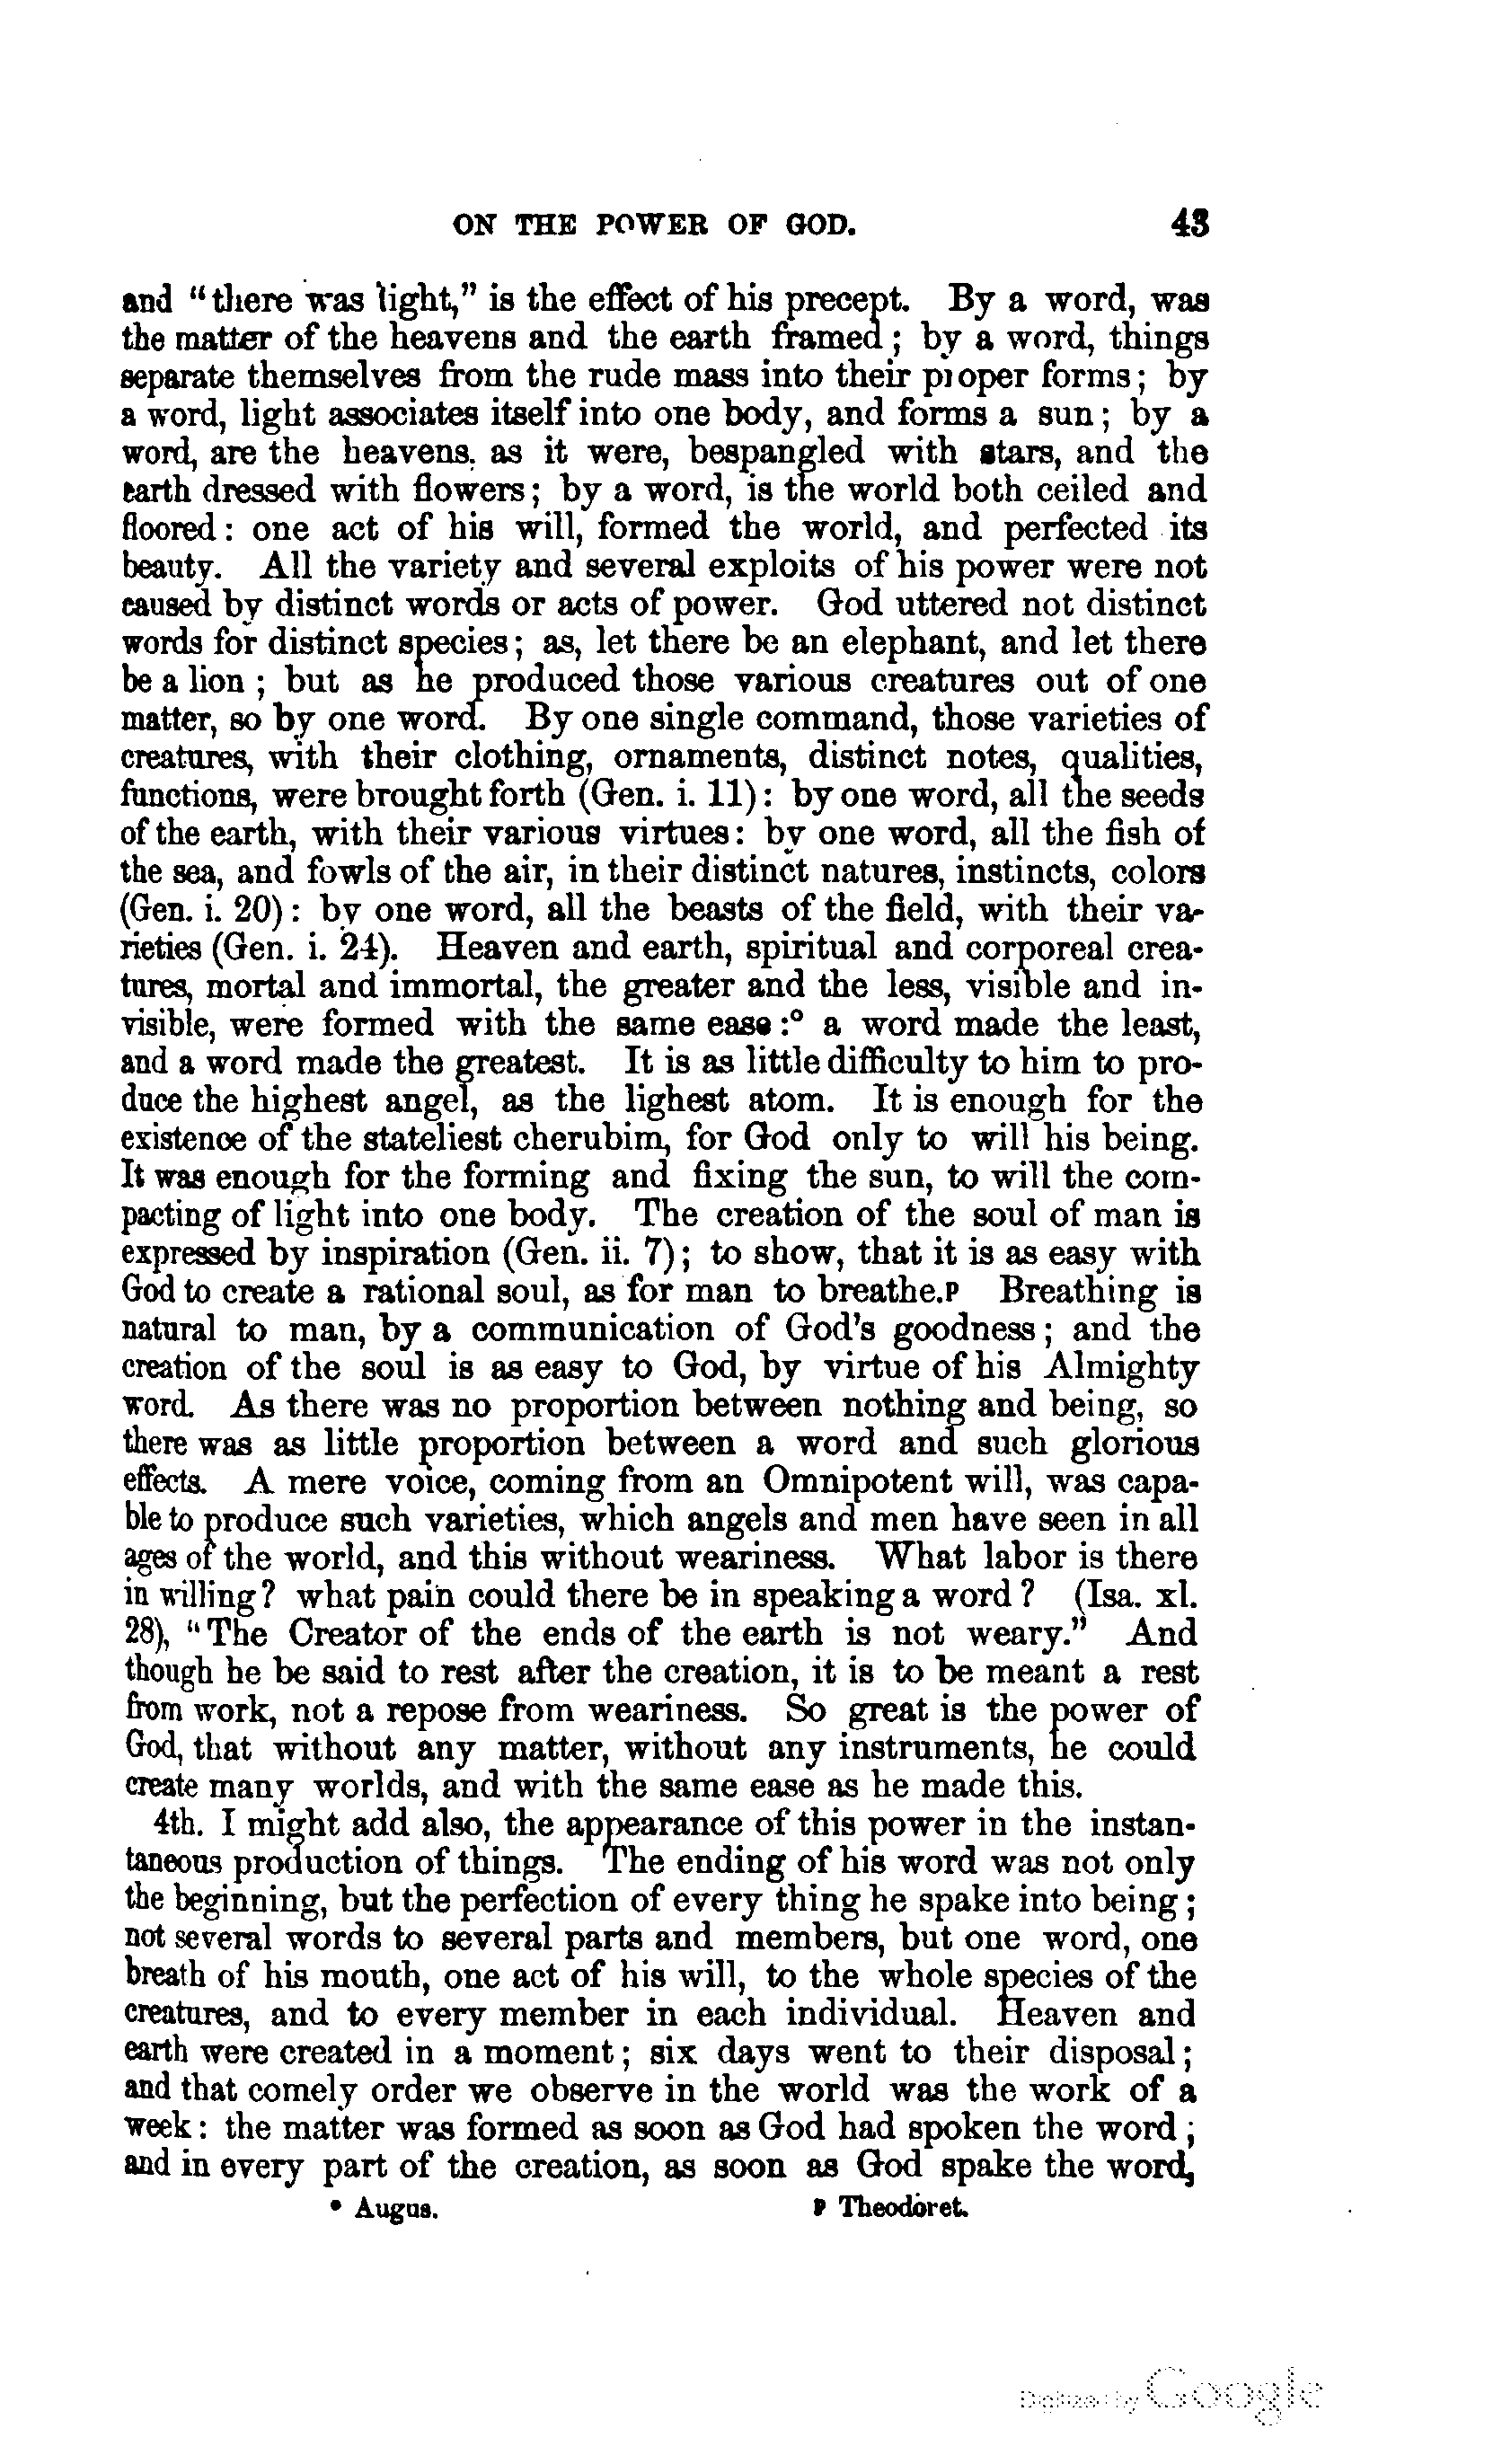 ON THE POWER OF GOD. 43
and "there was light," is the effect of his precept. By a word, was
the matter of the heavens and the earth framed; by a word, things
separate themselves from the rude mass into their proper forms; by
a word, light associates itself into one body, and forms a sun; by a
word, are the heavens, as it were, bespangled with stars, and the
earth dressed with flowers; by a word, is the world both ceiled and
floored: one act of his will, formed the world, and perfected its
beauty. All the variety and several exploits of his power were not
caused by distinct words or acts of power. God uttered not distinct
words for distinct species; as, let there be an elephant, and let there
be a lion; but as he produced those various creatures out of one
matter, so by one word. By one single command, those varieties of
creatures, with their clothing, ornaments, distinct notes, qualities,
functions, were brought forth (Gen. i. 11): by one word, all the seeds
of the earth, with their various virtues: by one word, all the fish of
the sea, and fowls of the air, in their distinct natures, instincts, colors
(Gen. i. 20): by one word, all the beasts of the field, with their va-
rieties (Gen. i. 24). Heaven and earth, spiritual and corporeal crea-
tures, mortal and immortal, the greater and the less, visible and in-
visible, were formed with the same ease:º a word made the least,
and a word made the greatest. It is as little difficulty to him to pro-
duce the highest angel, as the lighest atom. It is enough for the
existence of the stateliest cherubim, for God only to will his being.
It was enough for the forming and fixing the sun, to will the com-
pacting of light into one body. The creation of the soul of man is
expressed by inspiration (Gen. ii. 7); to show, that it is as easy with
God to create a rational soul, as for man to breathe.p Breathing is
natural to man, by a communication of God's goodness; and the
creation of the soul is as easy to God, by virtue of his Almighty
word. As there was no proportion between nothing and being, so
there was as little proportion between a word and such glorious
effects. A mere voice, coming from an Omnipotent will, was capa-
ble to produce such varieties, which angels and men have seen in all
ages of the world, and this without weariness. What labor is there
in willing? what pain could there be in speaking a word? (Isa. xl.
28), "The Creator of the ends of the earth is not weary." And
though he be said to rest after the creation, it is to be meant a rest
from work, not a repose from weariness. So great is the power of
God, that without any matter, without any instruments, he could
create many worlds, and with the same ease as he made this.
4th. I might add also, the appearance of this power in the instan-
taneous production of things. The ending of his word was not only
the beginning, but the perfection of every thing he spake into being;
not several words to several parts and members, but one word, one
breath of his mouth, one act of his will, to the whole species of the
creatures, and to every member in each individual. Heaven and
earth were created in a moment; six days went to their disposal;
and that comely order we observe in the world was the work of a
week: the matter was formed as soon as God had spoken the word;
and in every part of the creation, as soon as God spake the word,
º Augus. p Theodoret.
Digitized by Google